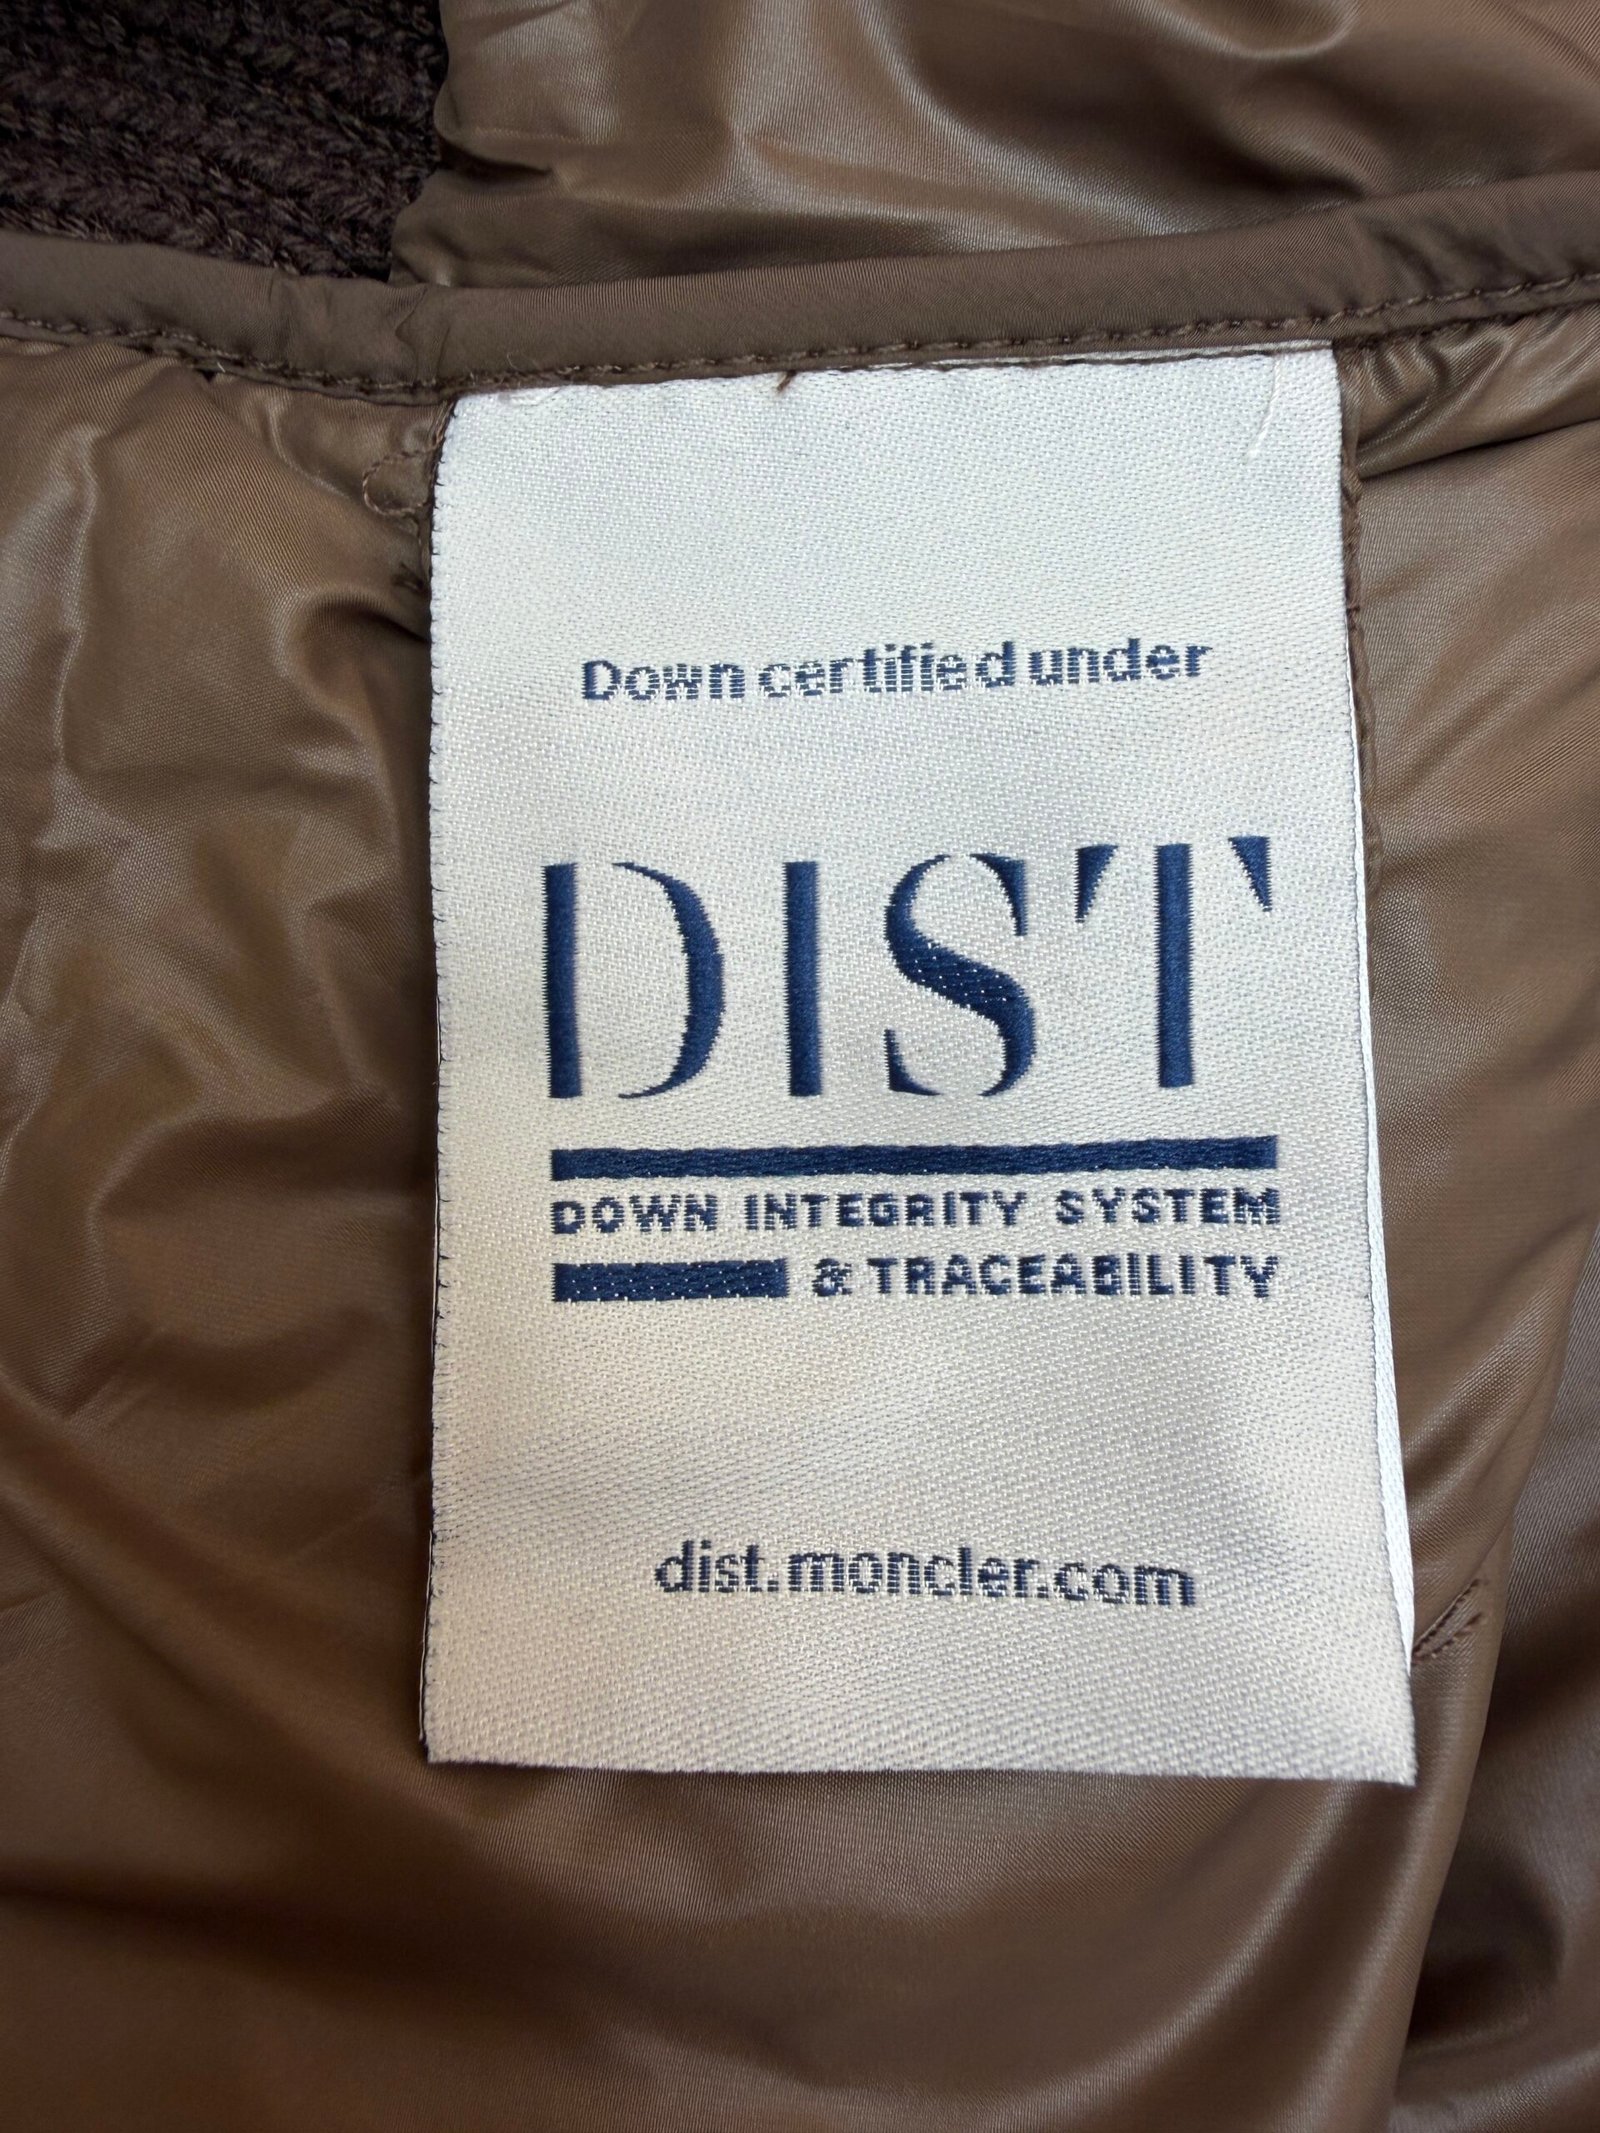 Down certified under
DIST
DOWN INTEGRITY SYSTEM
& TRACEABILITY
dist.moncler.com